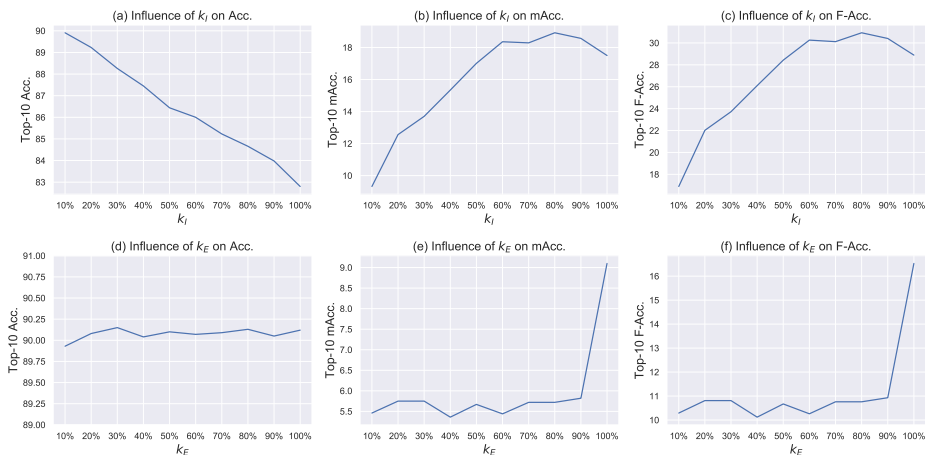 (a) Influence of k_I on Acc.
Top-10 Acc.
90
89
88
87
86
85
84
83
10% 20% 30% 40% 50% 60% 70% 80% 90% 100%
k_I
(b) Influence of k_I on mAcc.
Top-10 mAcc.
18
16
14
12
10
10% 20% 30% 40% 50% 60% 70% 80% 90% 100%
k_I
(c) Influence of k_I on F-Acc.
Top-10 F-Acc.
30
28
26
24
22
20
18
10% 20% 30% 40% 50% 60% 70% 80% 90% 100%
k_I
(d) Influence of k_E on Acc.
Top-10 Acc.
91.00
90.75
90.50
90.25
90.00
89.75
89.50
89.25
89.00
10% 20% 30% 40% 50% 60% 70% 80% 90% 100%
k_E
(e) Influence of k_E on mAcc.
Top-10 mAcc.
9.0
8.5
8.0
7.5
7.0
6.5
6.0
5.5
10% 20% 30% 40% 50% 60% 70% 80% 90% 100%
k_E
(f) Influence of k_E on F-Acc.
Top-10 F-Acc.
16
15
14
13
12
11
10
10% 20% 30% 40% 50% 60% 70% 80% 90% 100%
k_E